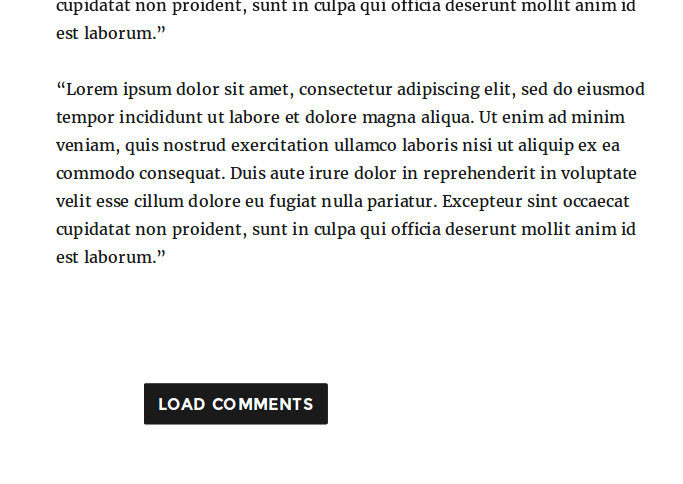 cupidatat non proident, sunt in culpa qui officia deserunt mollit anim id
est laborum.”
“Lorem ipsum dolor sit amet, consectetur adipiscing elit, sed do eiusmod
tempor incididunt ut labore et dolore magna aliqua. Ut enim ad minim
veniam, quis nostrud exercitation ullamco laboris nisi ut aliquip ex ea
commodo consequat. Duis aute irure dolor in reprehenderit in voluptate
velit esse cillum dolore eu fugiat nulla pariatur. Excepteur sint occaecat
cupidatat non proident, sunt in culpa qui officia deserunt mollit anim id
est laborum.”
LOAD COMMENTS